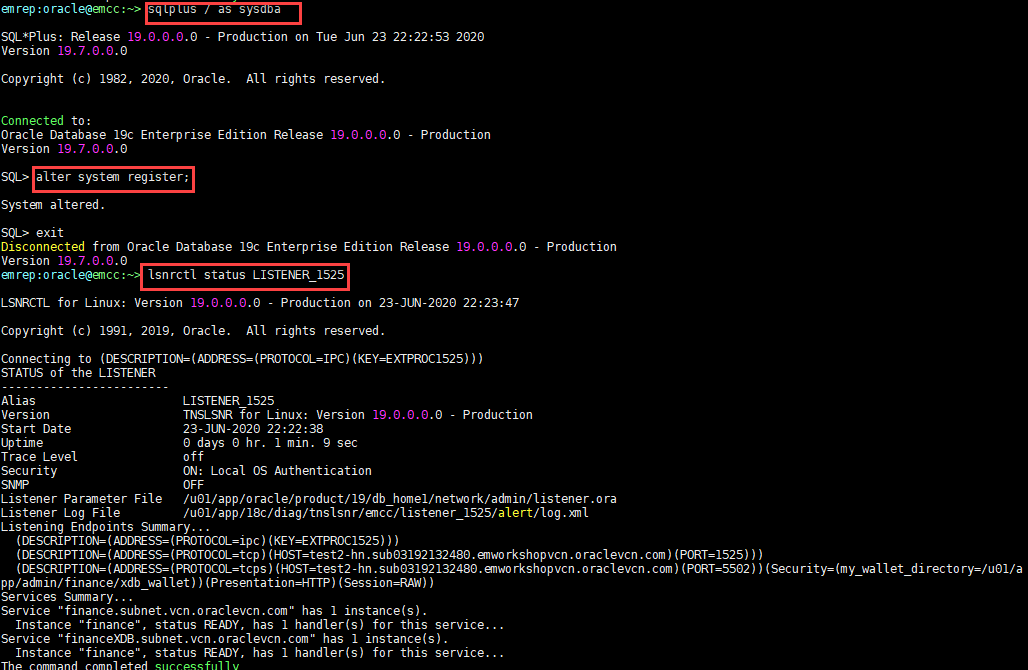 emrep:oracle@emcc:~> sqlplus / as sysdba
SQL*Plus: Release 19.0.0.0.0 - Production on Tue Jun 23 22:22:53 2020
Version 19.7.0.0.0
Copyright (c) 1982, 2020, Oracle.  All rights reserved.
Connected to:
Oracle Database 19c Enterprise Edition Release 19.0.0.0.0 - Production
Version 19.7.0.0.0
SQL> alter system register;
System altered.
SQL> exit
Disconnected from Oracle Database 19c Enterprise Edition Release 19.0.0.0.0 - Production
Version 19.7.0.0.0
emrep:oracle@emcc:~> lsnrctl status LISTENER_1525
LSNRCTL for Linux: Version 19.0.0.0.0 - Production on 23-JUN-2020 22:23:47
Copyright (c) 1991, 2019, Oracle.  All rights reserved.
Connecting to (DESCRIPTION=(ADDRESS=(PROTOCOL=IPC)(KEY=EXTPROC1525)))
STATUS of the LISTENER
------------------------
Alias                     LISTENER_1525
Version                   TNSLSNR for Linux: Version 19.0.0.0.0 - Production
Start Date                23-JUN-2020 22:22:38
Uptime                    0 days 0 hr. 1 min. 9 sec
Trace Level               off
Security                  ON: Local OS Authentication
SNMP                      OFF
Listener Parameter File   /u01/app/oracle/product/19/db_home1/network/admin/listener.ora
Listener Log File         /u01/app/18c/diag/tnslsnr/emcc/listener_1525/alert/log.xml
Listening Endpoints Summary...
  (DESCRIPTION=(ADDRESS=(PROTOCOL=ipc)(KEY=EXTPROC1525)))
  (DESCRIPTION=(ADDRESS=(PROTOCOL=tcp)(HOST=test2-hn.sub03192132480.emworkshopvcn.oraclevcn.com)(PORT=1525)))
  (DESCRIPTION=(ADDRESS=(PROTOCOL=tcps)(HOST=test2-hn.sub03192132480.emworkshopvcn.oraclevcn.com)(PORT=5502))(Security=(my_wallet_directory=/u01/a
pp/admin/finance/xdb_wallet))(Presentation=HTTP)(Session=RAW))
Services Summary...
Service "finance.subnet.vcn.oraclevcn.com" has 1 instance(s).
  Instance "finance", status READY, has 1 handler(s) for this service...
Service "financeXDB.subnet.vcn.oraclevcn.com" has 1 instance(s).
  Instance "finance", status READY, has 1 handler(s) for this service...
The command completed successfully